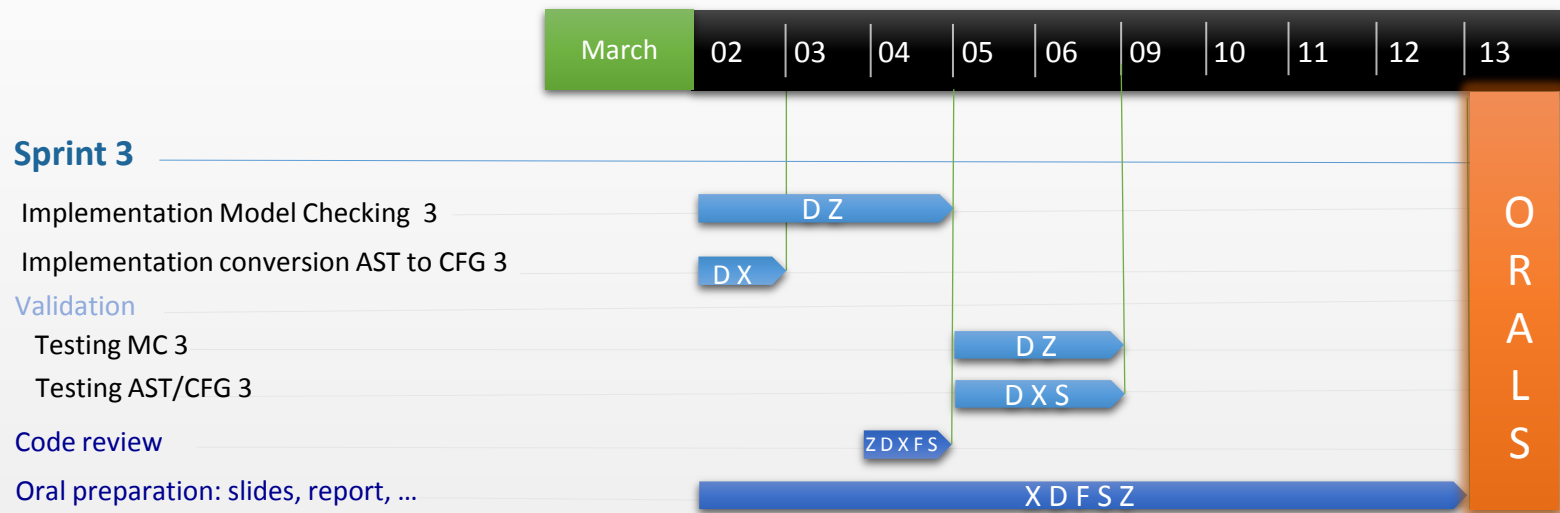 March 02 03 04 05 06 09 10 11 12 13
Sprint 3
Implementation Model Checking 3 D Z
Implementation conversion AST to CFG 3 D X
Validation
Testing MC 3 D Z
Testing AST/CFG 3 D X S
Code review Z D X F S
Oral preparation: slides, report, … X D F S Z
O
R
A
L
S